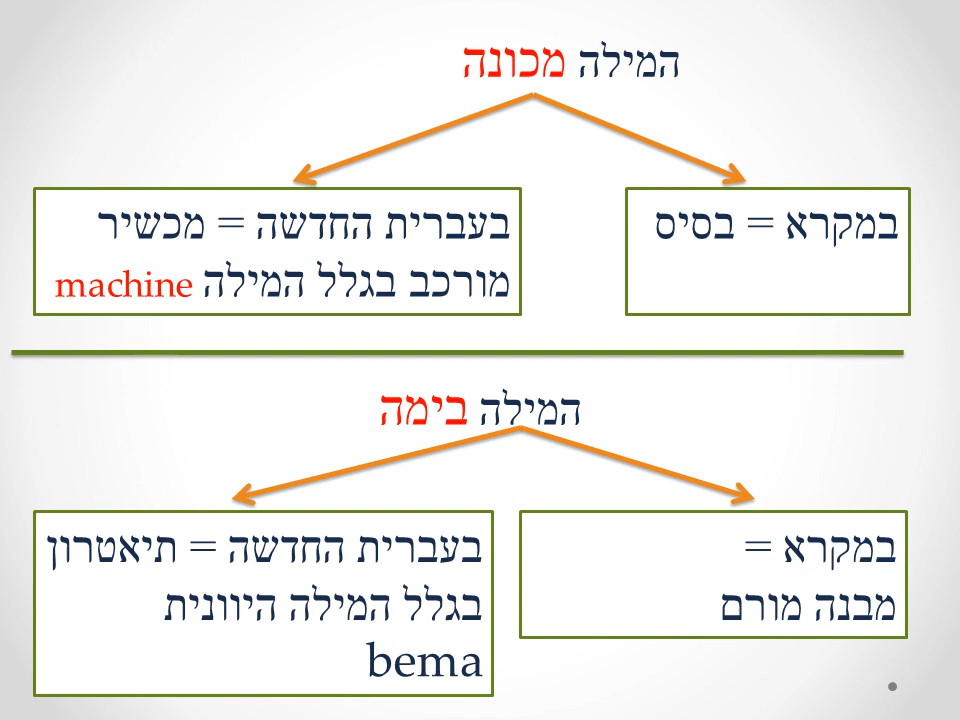 המילה מכונה
במקרא = בסיס
בעברית החדשה = מכשיר
מורכב בגלל המילה machine
המילה בימה
במקרא =
מבנה מורם
בעברית החדשה = תיאטרון
בגלל המילה היוונית
bema